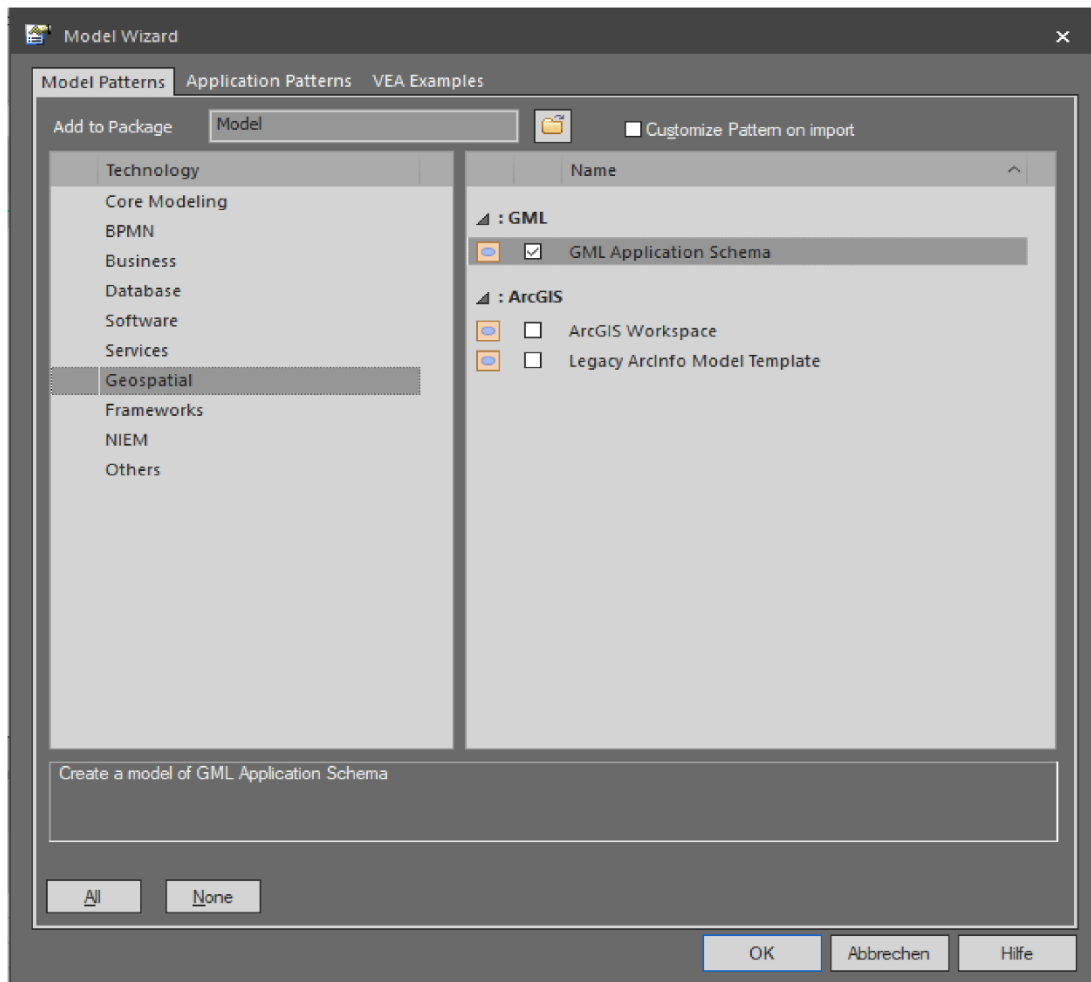 Model Wizard
Model Patterns Application Patterns VEA Examples
Add to Package Model Customize Pattern on import
Technology
Core Modeling
BPMN
Business
Database
Software
Services
Geospatial
Frameworks
NIEM
Others
Name
: GML
GML Application Schema
: ArcGIS
ArcGIS Workspace
Legacy ArcInfo Model Template
Create a model of GML Application Schema
All None
OK Abbrechen Hilfe